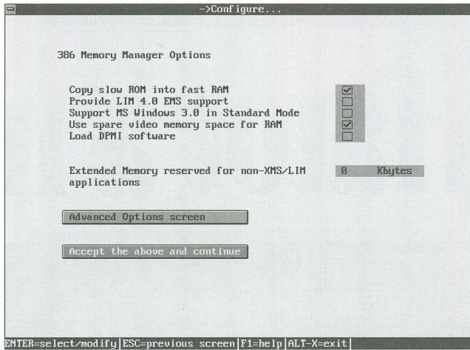 ->Configure...
386 Memory Manager Options
Copy slow ROM into fast RAM
Provide LIM 4.0 EMS support
Support MS Windows 3.0 in Standard Mode
Use spare video memory space for RAM
Load DPMI software
Extended Memory reserved for non-XMS/LIM 0 Kbytes
applications
Advanced Options screen
Accept the above and continue
ENTER=select/modify|ESC=previous screen|F1=help|ALT-X=exit|